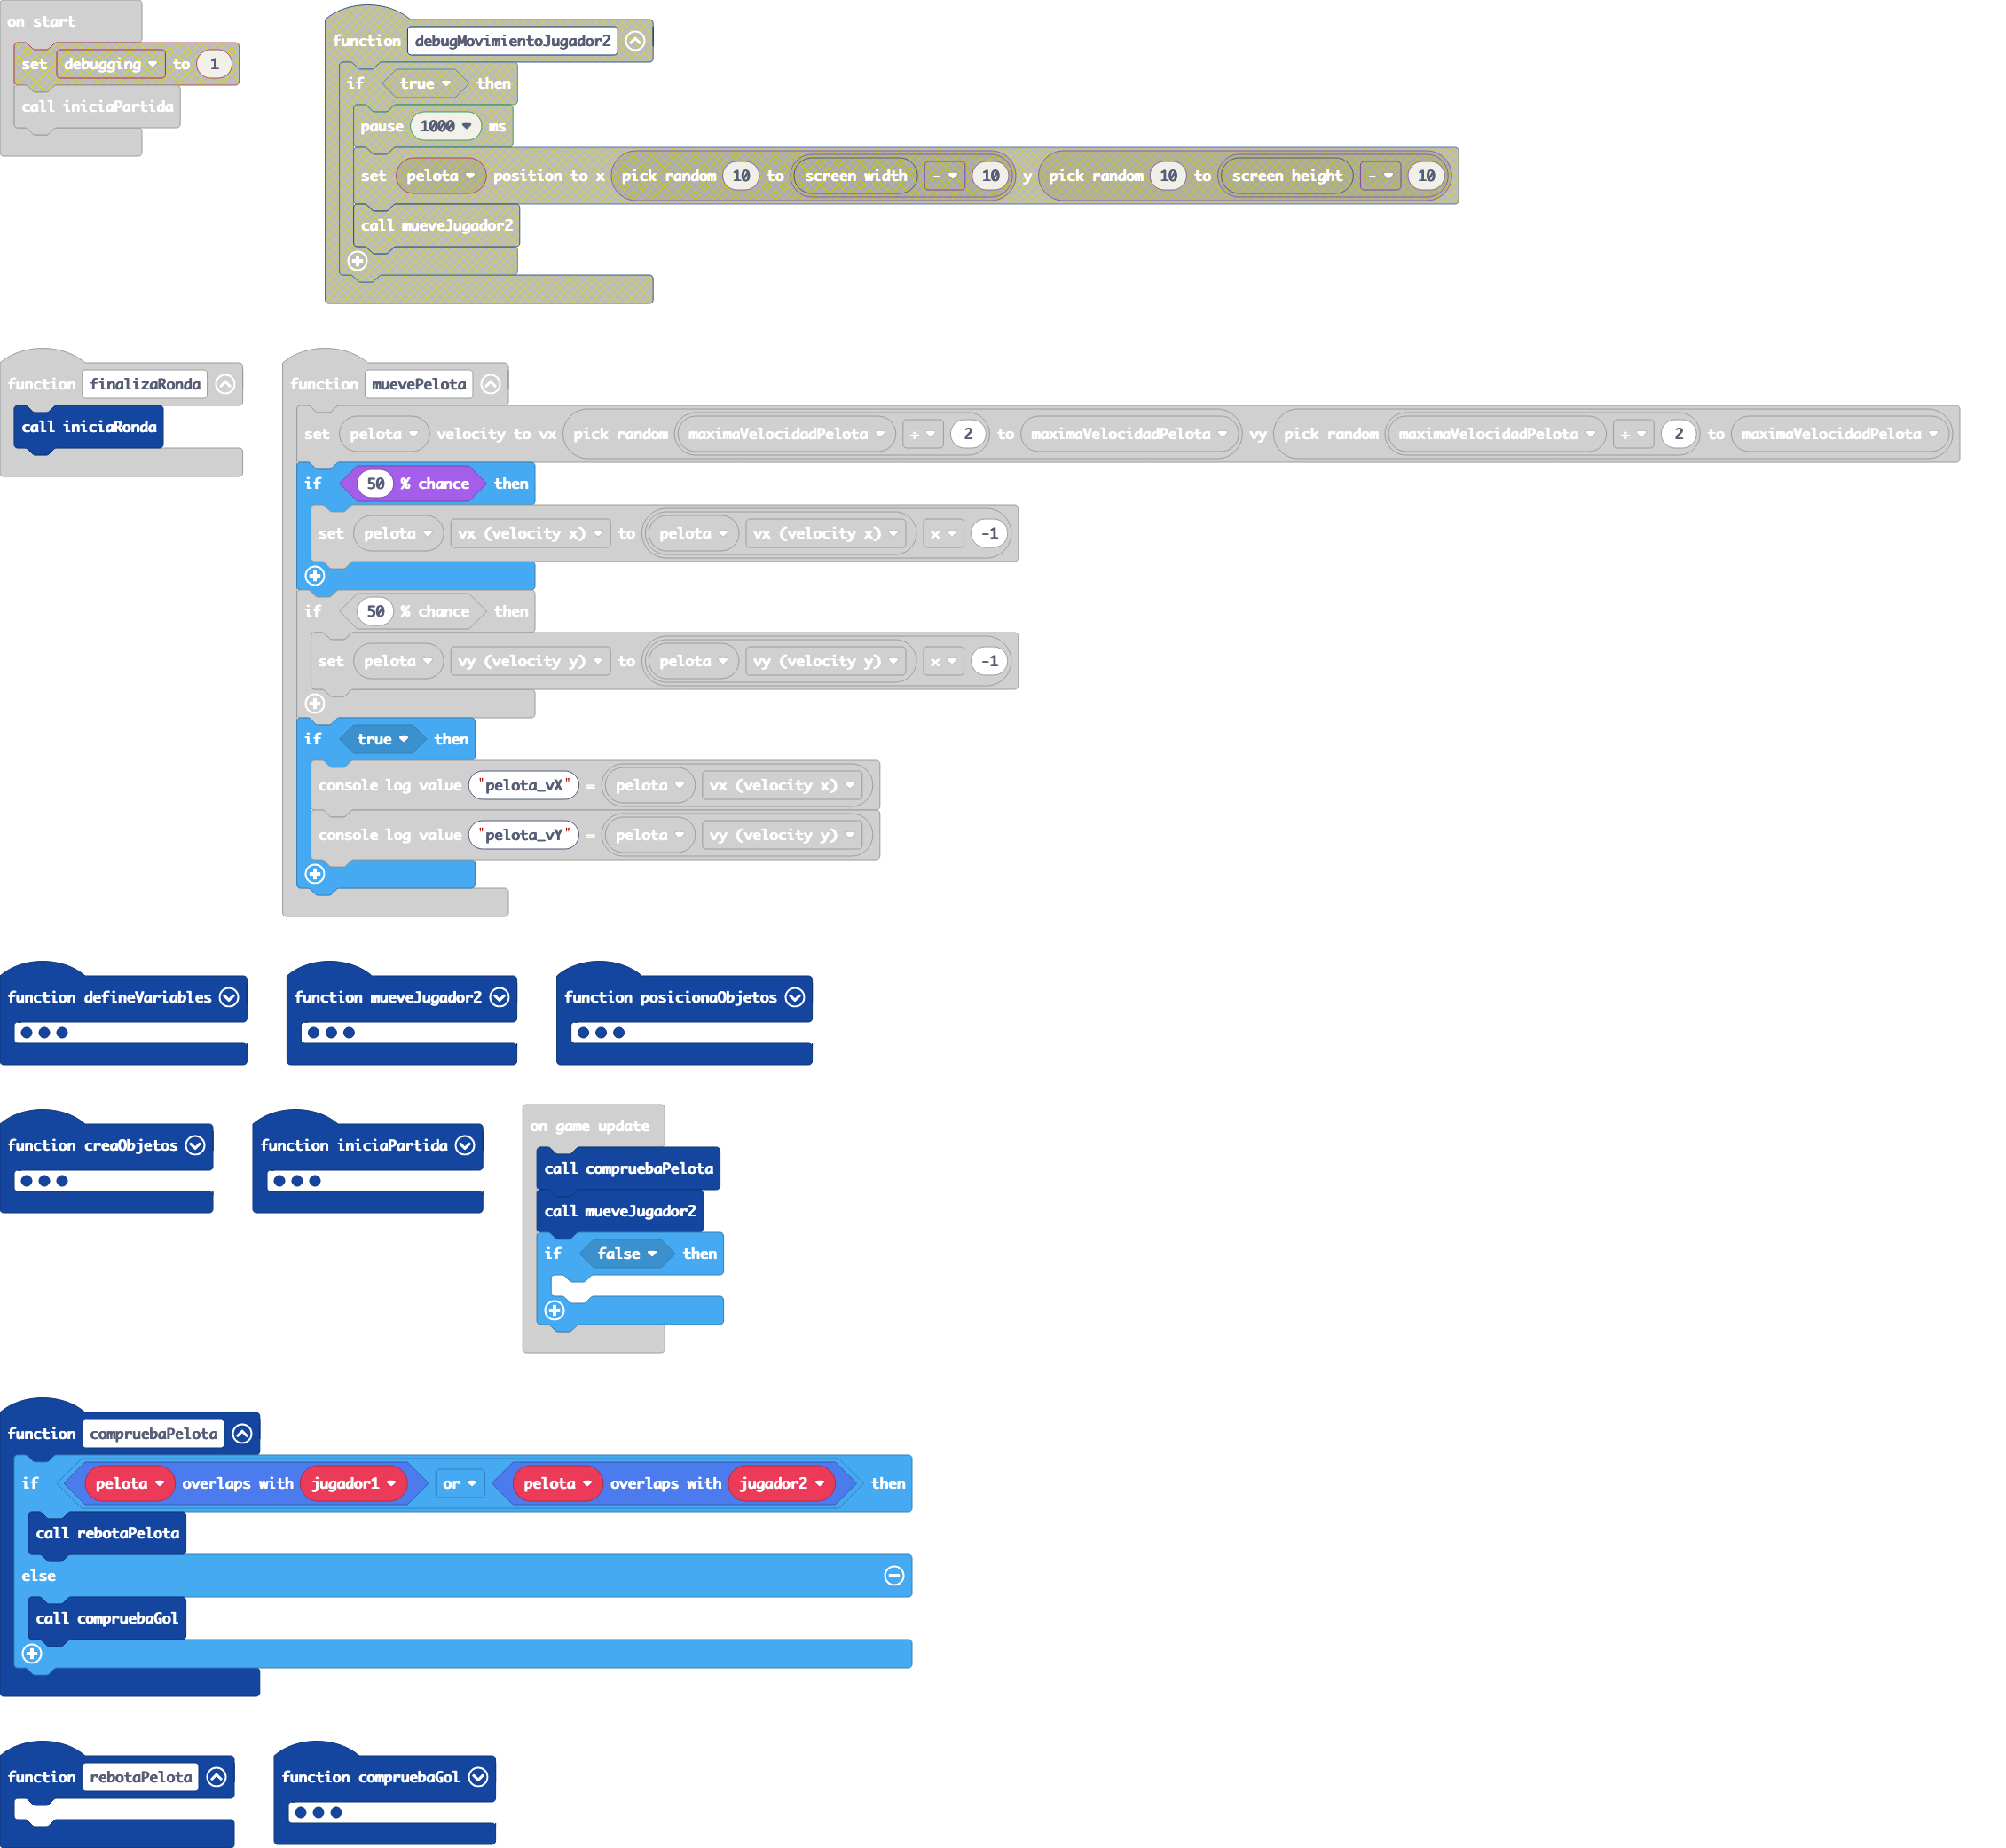 on start
set debugging to 1
call iniciaPartida
function debugMovimientoJugador2
if true then
pause 1000 ms
set pelota position to x pick random 10 to screen width - 10 y pick random 10 to screen height - 10
call mueveJugador2
function finalizaRonda
call iniciaRonda
function muevePelota
set pelota velocity to vx pick random maximaVelocidadPelota ÷ 2 to maximaVelocidadPelota vy pick random maximaVelocidadPelota ÷ 2 to maximaVelocidadPelota
if 50 % chance then
set pelota vx (velocity x) to pelota vx (velocity x) x -1
if 50 % chance then
set pelota vy (velocity y) to pelota vy (velocity y) x -1
if true then
console log value "pelota_vX" = pelota vx (velocity x)
console log value "pelota_vY" = pelota vy (velocity y)
function defineVariables
function mueveJugador2
function posicionaObjetos
function creaObjetos
function iniciaPartida
on game update
call compruebaPelota
call mueveJugador2
if false then
function compruebaPelota
if pelota overlaps with jugador1 or pelota overlaps with jugador2 then
call rebotaPelota
else
call compruebaGol
function rebotaPelota
function compruebaGol